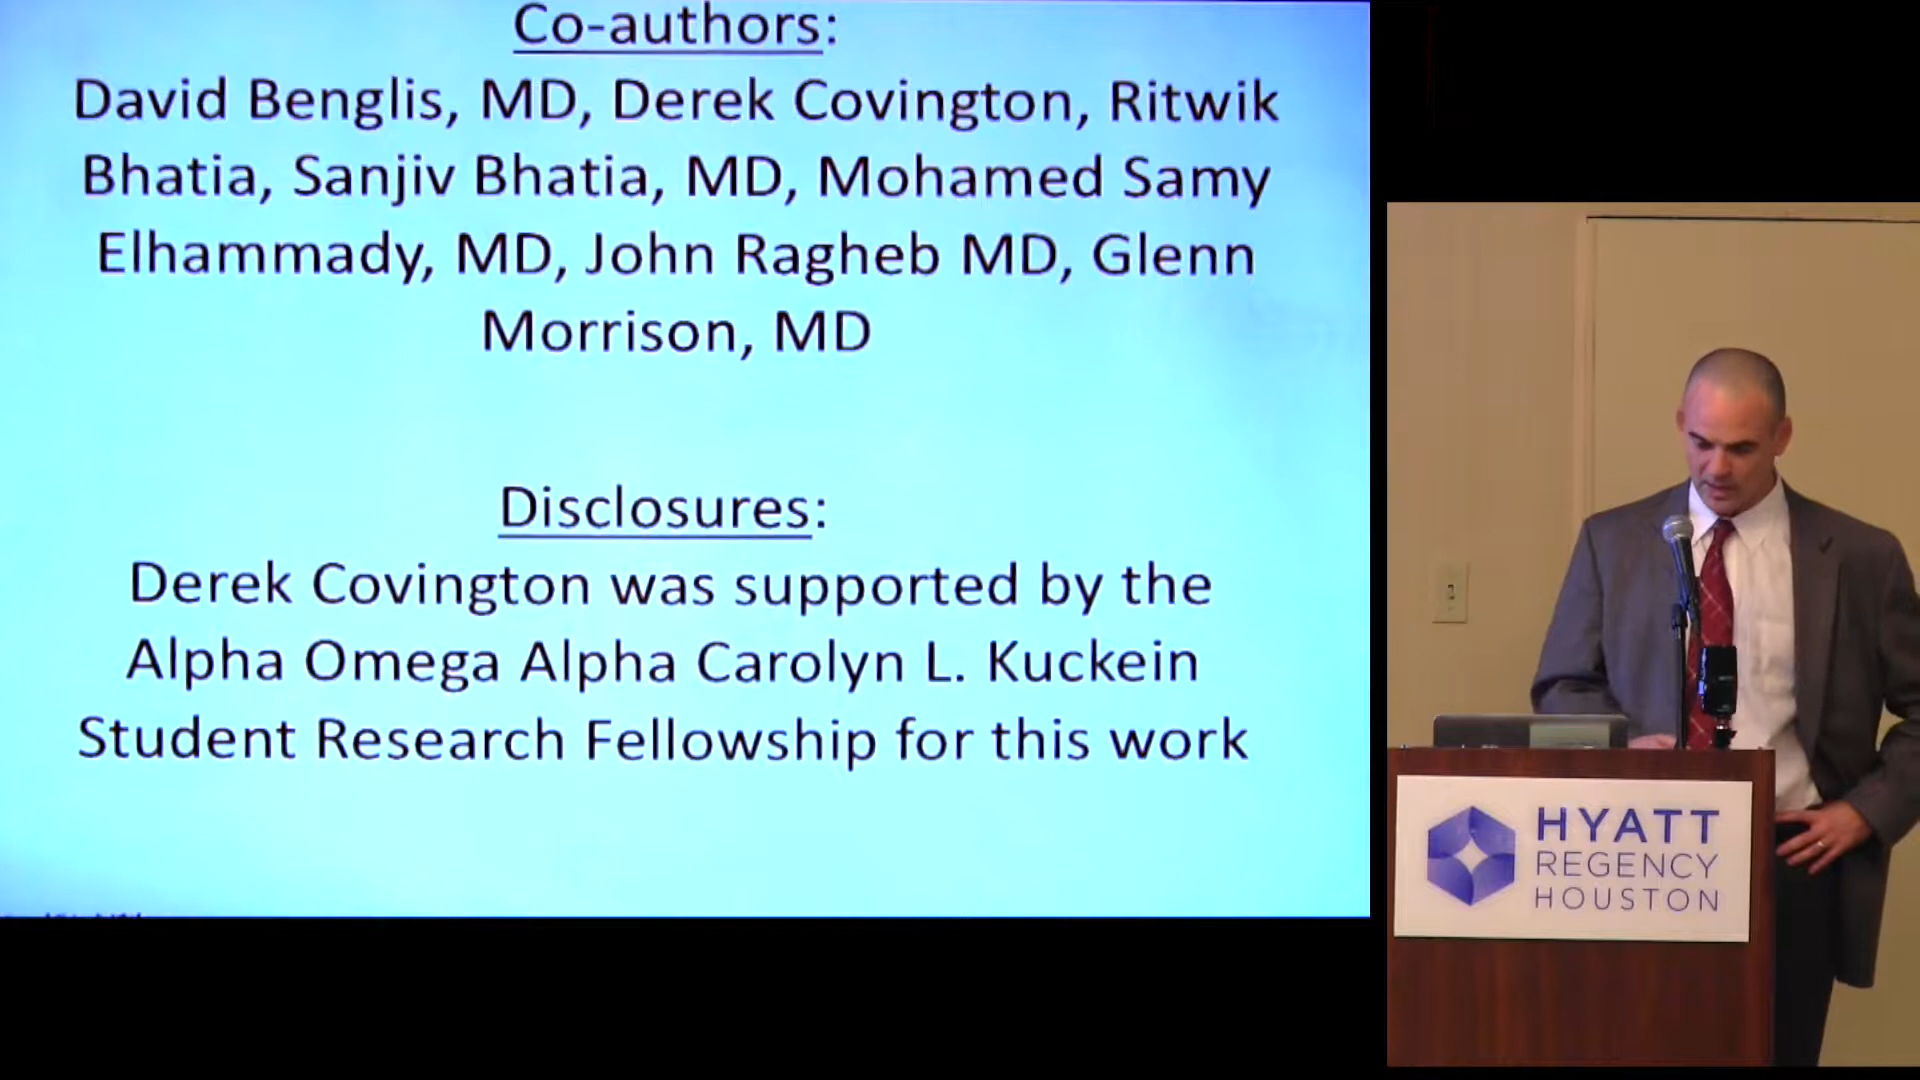 Co-authors:
David Benglis, MD, Derek Covington, Ritwik
Bhatia, Sanjiv Bhatia, MD, Mohamed Samy
Elhammady, MD, John Ragheb MD, Glenn
Morrison, MD
Disclosures:
Derek Covington was supported by the
Alpha Omega Alpha Carolyn L. Kuckein
Student Research Fellowship for this work
HYATT
REGENCY
HOUSTON